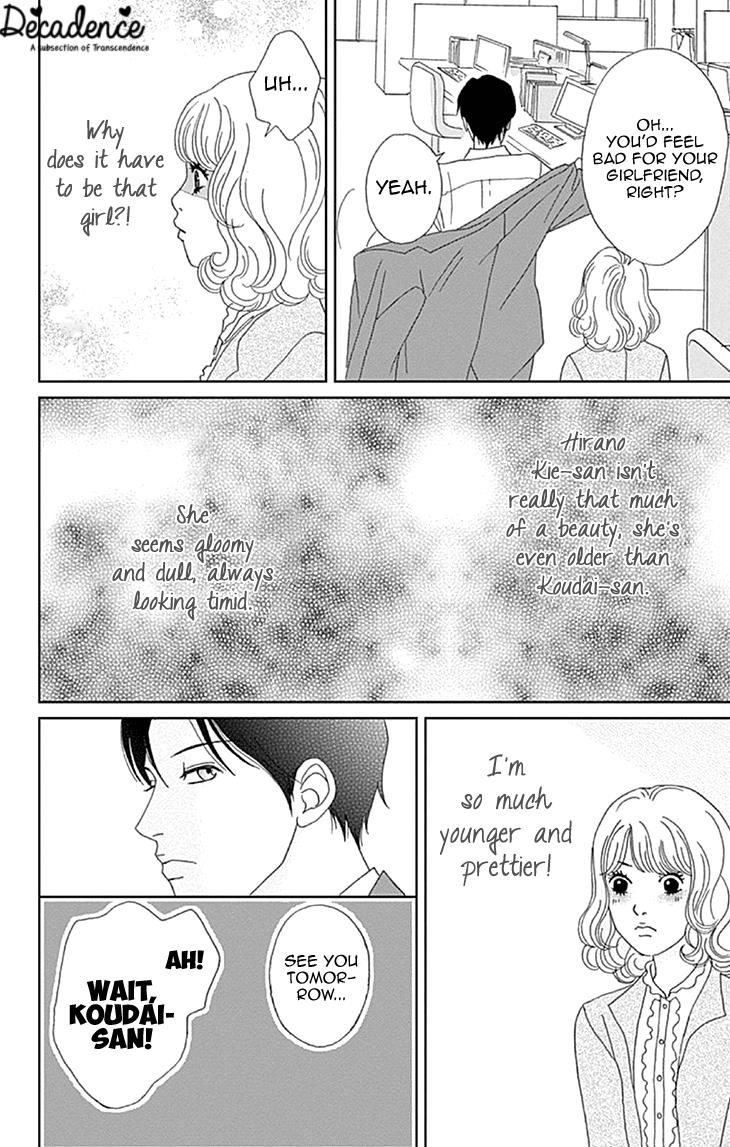 Decadence
A subsection of Transcendence
OH...
YOU'D FEEL
BAD FOR YOUR
GIRLFRIEND,
RIGHT?
YEAH.
UH...
Why
does it have
to be that
girl?!
Hirano
Kie-san isn't
really that much
of a beauty, she's
even older than
Koudai-san.
She
seems gloomy
and dull, always
looking timid.
I'm
so much
younger and
prettier!
SEE YOU
TOMOR-
ROW...
AH!
WAIT,
KOUDAI-
SAN!